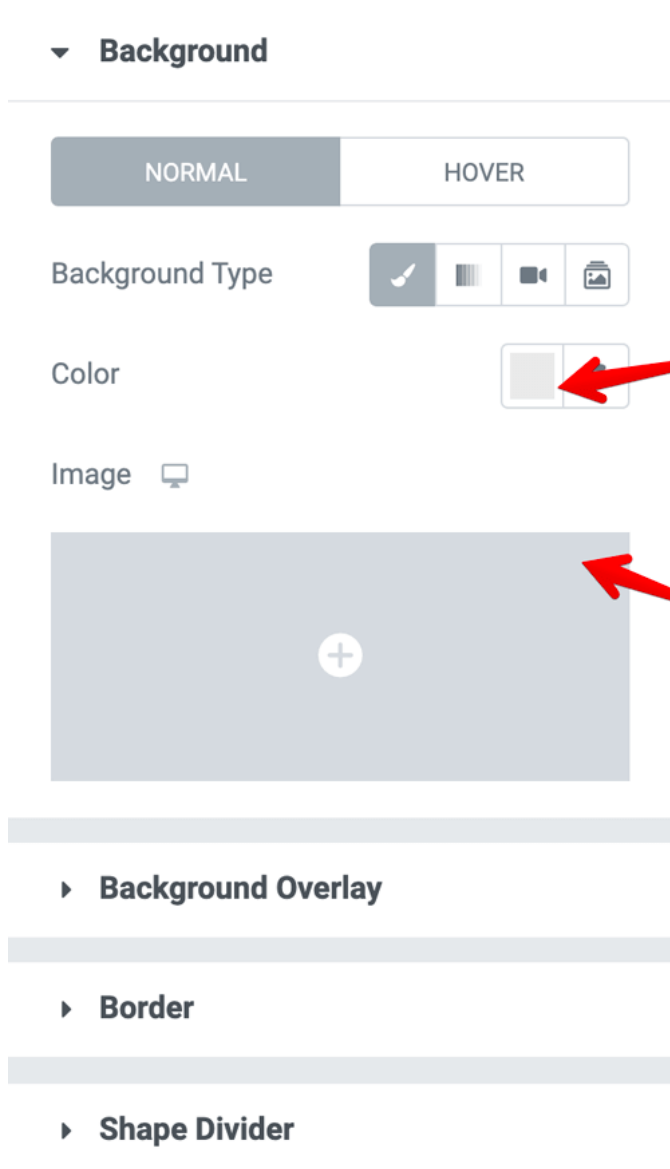 Background
NORMAL HOVER
Background Type
Color
Image
Background Overlay
Border
Shape Divider